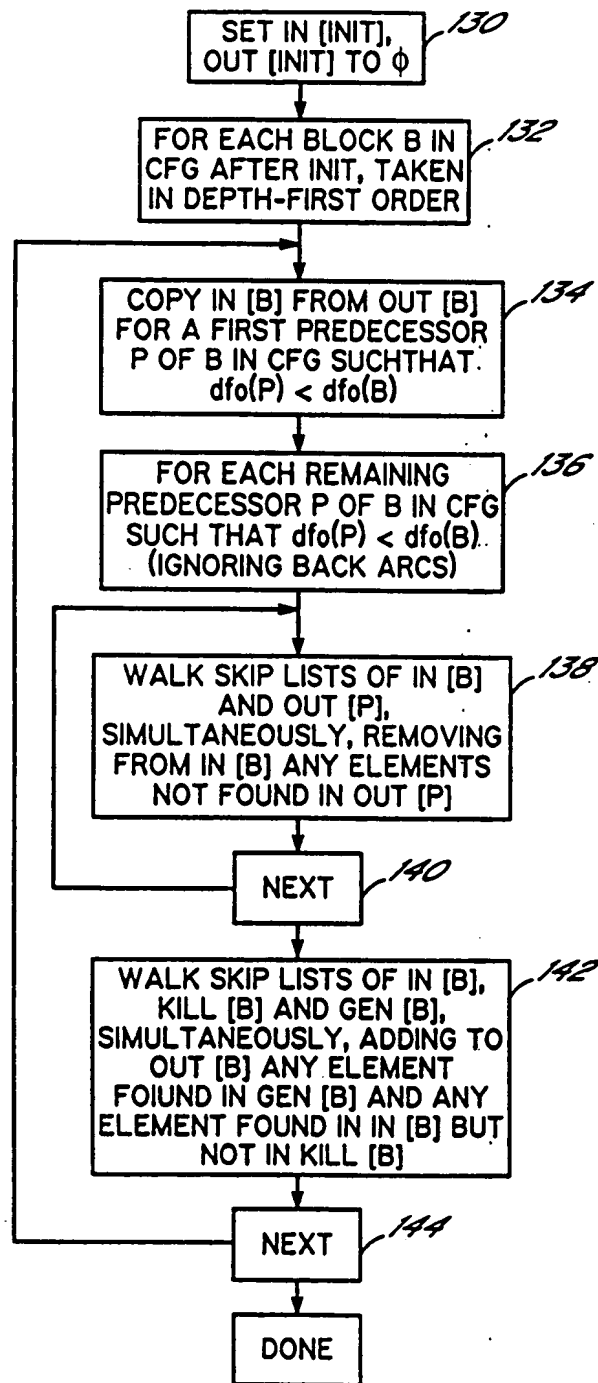 SET IN [INIT],
OUT [INIT] TO ϕ
130
FOR EACH BLOCK B IN
CFG AFTER INIT, TAKEN
IN DEPTH-FIRST ORDER
132
COPY IN [B] FROM OUT [B]
FOR A FIRST PREDECESSOR
P OF B IN CFG SUCHTHAT
dfo(P) < dfo(B)
134
FOR EACH REMAINING
PREDECESSOR P OF B IN CFG
SUCH THAT dfo(P) < dfo(B)
(IGNORING BACK ARCS)
136
WALK SKIP LISTS OF IN [B]
AND OUT [P],
SIMULTANEOUSLY, REMOVING
FROM IN [B] ANY ELEMENTS
NOT FOUND IN OUT [P]
138
NEXT
140
WALK SKIP LISTS OF IN [B],
KILL [B] AND GEN [B],
SIMULTANEOUSLY, ADDING TO
OUT [B] ANY ELEMENT
FOIUND IN GEN [B] AND ANY
ELEMENT FOUND IN IN [B] BUT
NOT IN KILL [B]
142
NEXT
144
DONE